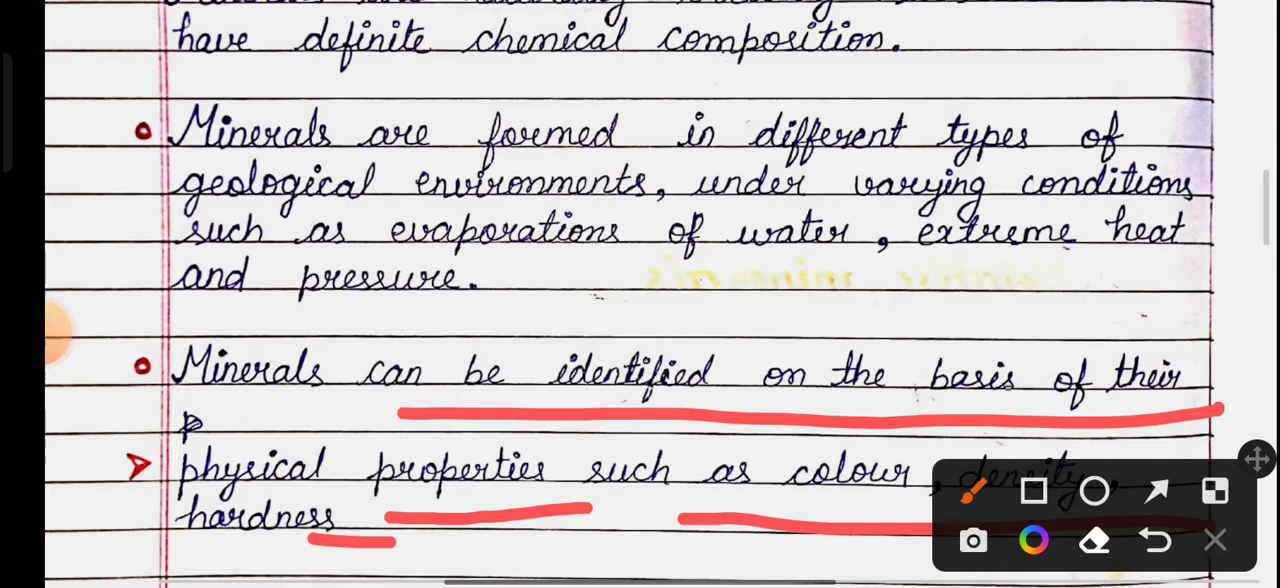 have definite chemical composition.
Minerals are formed in different types of
geological environments, under varying conditions
such as evaporations of water, extreme heat
and pressure.
Minerals can be identified on the basis of their
p
physical properties such as colour, density,
hardness